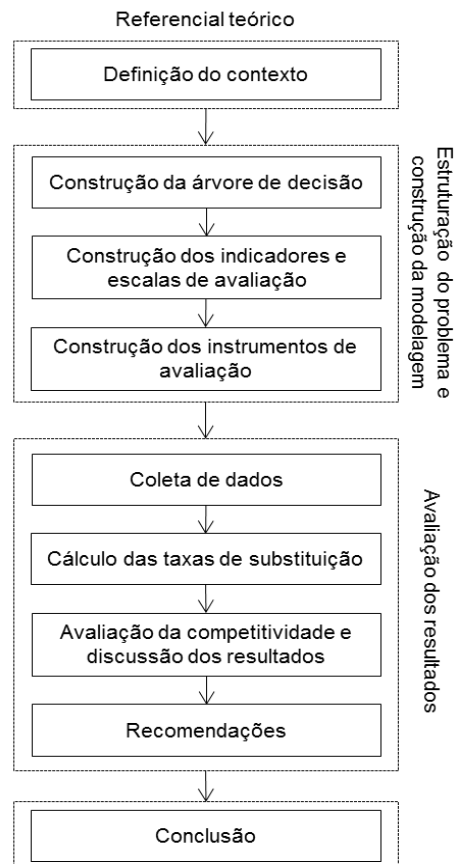 Referencial teórico
Definição do contexto
Construção da árvore de decisão
Construção dos indicadores e
escalas de avaliação
Construção dos instrumentos de
avaliação
Estruturação do problema e
construção da modelagem
Coleta de dados
Cálculo das taxas de substituição
Avaliação da competitividade e
discussão dos resultados
Recomendações
Avaliação dos resultados
Conclusão